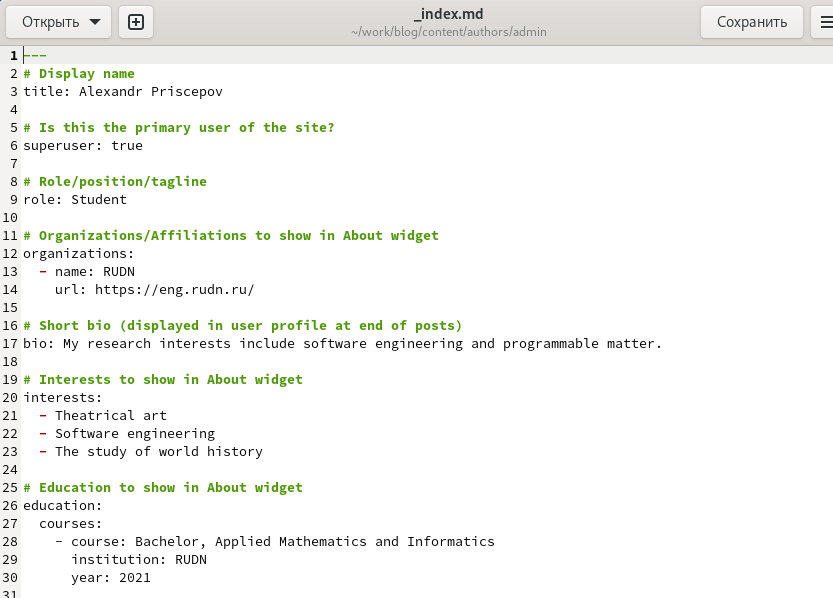 Открыть
_index.md
~/work/blog/content/authors/admin
Сохранить
1 ---
2 # Display name
3 title: Alexandr Priscepov
4
5 # Is this the primary user of the site?
6 superuser: true
7
8 # Role/position/tagline
9 role: Student
10
11 # Organizations/Affiliations to show in About widget
12 organizations:
13   - name: RUDN
14     url: https://eng.rudn.ru/
15
16 # Short bio (displayed in user profile at end of posts)
17 bio: My research interests include software engineering and programmable matter.
18
19 # Interests to show in About widget
20 interests:
21   - Theatrical art
22   - Software engineering
23   - The study of world history
24
25 # Education to show in About widget
26 education:
27   courses:
28     - course: Bachelor, Applied Mathematics and Informatics
29       institution: RUDN
30       year: 2021
31